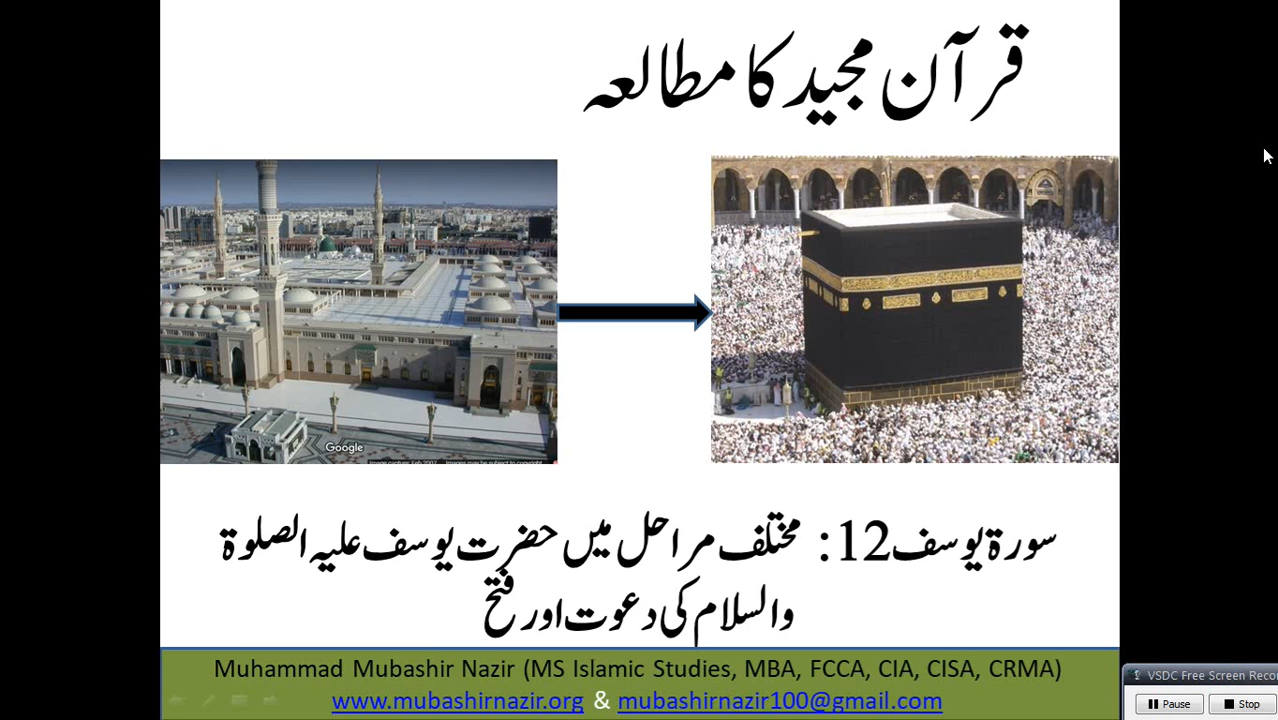 قرآن مجید کا مطالعہ
Google
سورۃ یوسف 12: مختلف مراحل میں حضرت یوسف علیہ الصلوۃ
والسلام کی دعوت اور فتح
Muhammad Mubashir Nazir (MS Islamic Studies, MBA, FCCA, CIA, CISA, CRMA)
www.mubashirnazir.org & mubashirnazir100@gmail.com
VSDC Free Screen Recor
Pause Stop